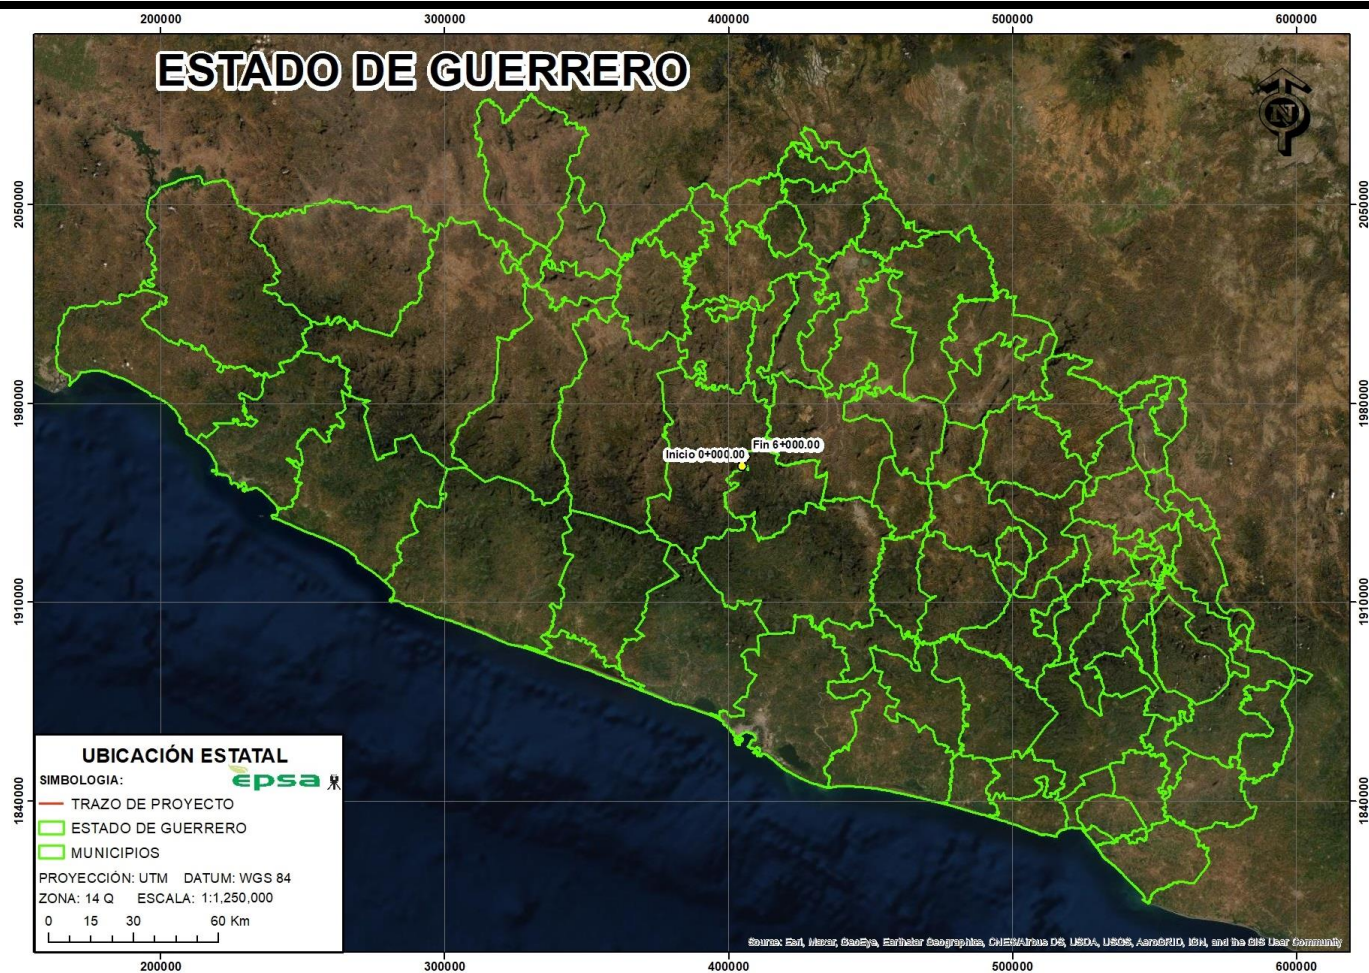 200000 300000 400000 500000 600000
ESTADO DE GUERRERO
N
2050000 2050000
1980000 1980000
Fin 6+000.00
Inicio 0+000.00
1910000 1910000
1840000 1840000
UBICACIÓN ESTATAL
SIMBOLOGIA:
epsa
TRAZO DE PROYECTO
ESTADO DE GUERRERO
MUNICIPIOS
PROYECCIÓN: UTM DATUM: WGS 84
ZONA: 14 Q ESCALA: 1:1,250,000
0 15 30 60 Km
Source: Esri, Maxar, GeoEye, Earthstar Geographics, CNES/Airbus DS, USDA, USGS, AeroGRID, IGN, and the GIS User Community
200000 300000 400000 500000 600000